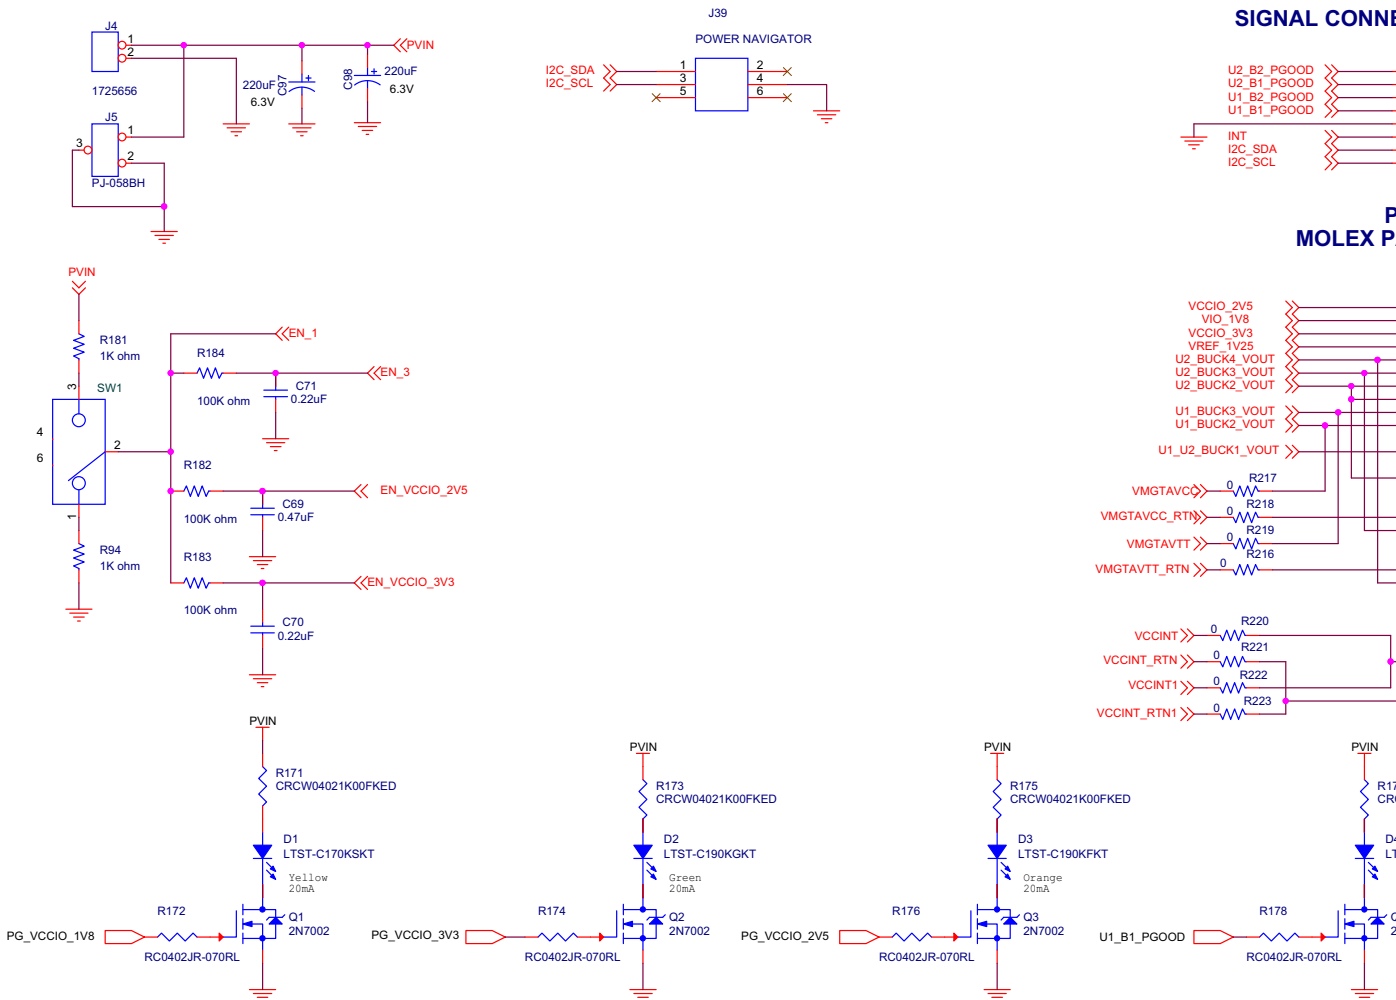 J4
1
2
PVIN
1725656
220uF
6.3V
C97
C98
220uF
6.3V
J5
1
3
2
PJ-058BH
J39
POWER NAVIGATOR
I2C_SDA
I2C_SCL
1
3
5
2
4
6
SIGNAL CONNE
U2_B2_PGOOD
U2_B1_PGOOD
U1_B2_PGOOD
U1_B1_PGOOD
INT
I2C_SDA
I2C_SCL
P
MOLEX PA
PVIN
R181
1K ohm
3
SW1
4
6
2
1
R94
1K ohm
EN_1
R184
100K ohm
EN_3
C71
0.22uF
R182
100K ohm
EN_VCCIO_2V5
C69
0.47uF
R183
100K ohm
EN_VCCIO_3V3
C70
0.22uF
VCCIO_2V5
VIO_1V8
VCCIO_3V3
VREF_1V25
U2_BUCK4_VOUT
U2_BUCK3_VOUT
U2_BUCK2_VOUT
U1_BUCK3_VOUT
U1_BUCK2_VOUT
U1_U2_BUCK1_VOUT
VMGTAVCC
0
R217
VMGTAVCC_RTN
0
R218
VMGTAVTT
0
R219
VMGTAVTT_RTN
0
R216
VCCINT
0
R220
VCCINT_RTN
0
R221
VCCINT1
0
R222
VCCINT_RTN1
0
R223
PVIN
R171
CRCW04021K00FKED
D1
LTST-C170KSKT
Yellow
20mA
R172
Q1
2N7002
PG_VCCIO_1V8
RC0402JR-070RL
PVIN
R173
CRCW04021K00FKED
D2
LTST-C190KGKT
Green
20mA
R174
Q2
2N7002
PG_VCCIO_3V3
RC0402JR-070RL
PVIN
R175
CRCW04021K00FKED
D3
LTST-C190KFKT
Orange
20mA
R176
Q3
2N7002
PG_VCCIO_2V5
RC0402JR-070RL
PVIN
R17
CR
D4
LT
R178
Q
2
U1_B1_PGOOD
RC0402JR-070RL